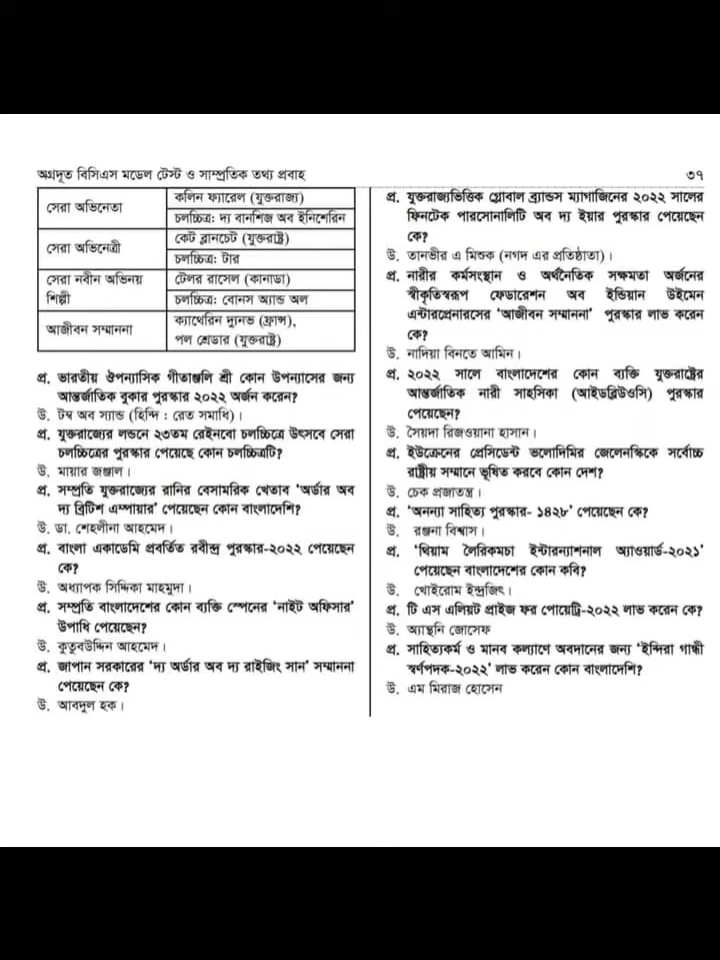 অগ্রদূত বিসিএস মডেল টেস্ট ও সাম্প্রতিক তথ্য প্রবাহ
৩৭
সেরা অভিনেতা
কলিন ফ্যারেল (যুক্তরাজ্য)
চলচ্চিত্র: দ্য বানশিজ অব ইনিশেরিন
সেরা অভিনেত্রী
কেট ব্লানচেট (যুক্তরাষ্ট্র)
চলচ্চিত্র: টার
সেরা নবীন অভিনয়
শিল্পী
টেলর রাসেল (কানাডা)
চলচ্চিত্র: বোনস অ্যান্ড অল
আজীবন সম্মাননা
ক্যাথেরিন দ্যুনভ (ফ্রান্স),
পল শ্রেডার (যুক্তরাষ্ট্র)
প্র. ভারতীয় ঔপন্যাসিক গীতাঞ্জলি শ্রী কোন উপন্যাসের জন্য
আন্তর্জাতিক বুকার পুরস্কার ২০২২ অর্জন করেন?
উ. টম্ব অব স্যান্ড (হিন্দি : রেত সমাধি)।
প্র. যুক্তরাজ্যের লন্ডনে ২৩তম রেইনবো চলচ্চিত্রে উৎসবে সেরা
চলচ্চিত্রের পুরস্কার পেয়েছে কোন চলচ্চিত্রটি?
উ. মায়ার জঞ্জাল।
প্র. সম্প্রতি যুক্তরাজ্যের রানির বেসামরিক খেতাব ‘অর্ডার অব
দ্য ব্রিটিশ এম্পায়ার’ পেয়েছেন কোন বাংলাদেশি?
উ. ডা. শেহলীনা আহমেদ।
প্র. বাংলা একাডেমি প্রবর্তিত রবীন্দ্র পুরস্কার-২০২২ পেয়েছেন
কে?
উ. অধ্যাপক সিদ্দিকা মাহমুদা।
প্র. সম্প্রতি বাংলাদেশের কোন ব্যক্তি স্পেনের ‘নাইট অফিসার’
উপাধি পেয়েছেন?
উ. কুতুবউদ্দিন আহমেদ।
প্র. জাপান সরকারের ‘দ্য অর্ডার অব দ্য রাইজিং সান’ সম্মাননা
পেয়েছেন কে?
উ. আবদুল হক।
প্র. যুক্তরাজ্যভিত্তিক গ্লোবাল ব্র্যান্ডস ম্যাগাজিনের ২০২২ সালের
ফিনটেক পারসোনালিটি অব দ্য ইয়ার পুরস্কার পেয়েছেন
কে?
উ. তানভীর এ মিশুক (নগদ এর প্রতিষ্ঠাতা)।
প্র. নারীর কর্মসংস্থান ও অর্থনৈতিক সক্ষমতা অর্জনের
স্বীকৃতিস্বরূপ ফেডারেশন অব ইন্ডিয়ান উইমেন
এন্টারপ্রেনারসের ‘আজীবন সম্মাননা’ পুরস্কার লাভ করেন
কে?
উ. নাদিয়া বিনতে আমিন।
প্র. ২০২২ সালে বাংলাদেশের কোন ব্যক্তি যুক্তরাষ্ট্রের
আন্তর্জাতিক নারী সাহসিকা (আইডব্লিউওসি) পুরস্কার
পেয়েছেন?
উ. সৈয়দা রিজওয়ানা হাসান।
প্র. ইউক্রেনের প্রেসিডেন্ট ভলোদিমির জেলেনস্কিকে সর্বোচ্চ
রাষ্ট্রীয় সম্মানে ভূষিত করবে কোন দেশ?
উ. চেক প্রজাতন্ত্র।
প্র. ‘অনন্যা সাহিত্য পুরস্কার- ১৪২৮’ পেয়েছেন কে?
উ. রঞ্জনা বিশ্বাস।
প্র. ‘থিয়াম লৈরিকমচা ইন্টারন্যাশনাল অ্যাওয়ার্ড-২০২১’
পেয়েছেন বাংলাদেশের কোন কবি?
উ. খোইরোম ইন্দ্রজিৎ।
প্র. টি এস এলিয়ট প্রাইজ ফর পোয়েট্রি-২০২২ লাভ করেন কে?
উ. অ্যান্থনি জোসেফ
প্র. সাহিত্যকর্ম ও মানব কল্যাণে অবদানের জন্য ‘ইন্দিরা গান্ধী
স্বর্ণপদক-২০২২’ লাভ করেন কোন বাংলাদেশি?
উ. এম মিরাজ হোসেন